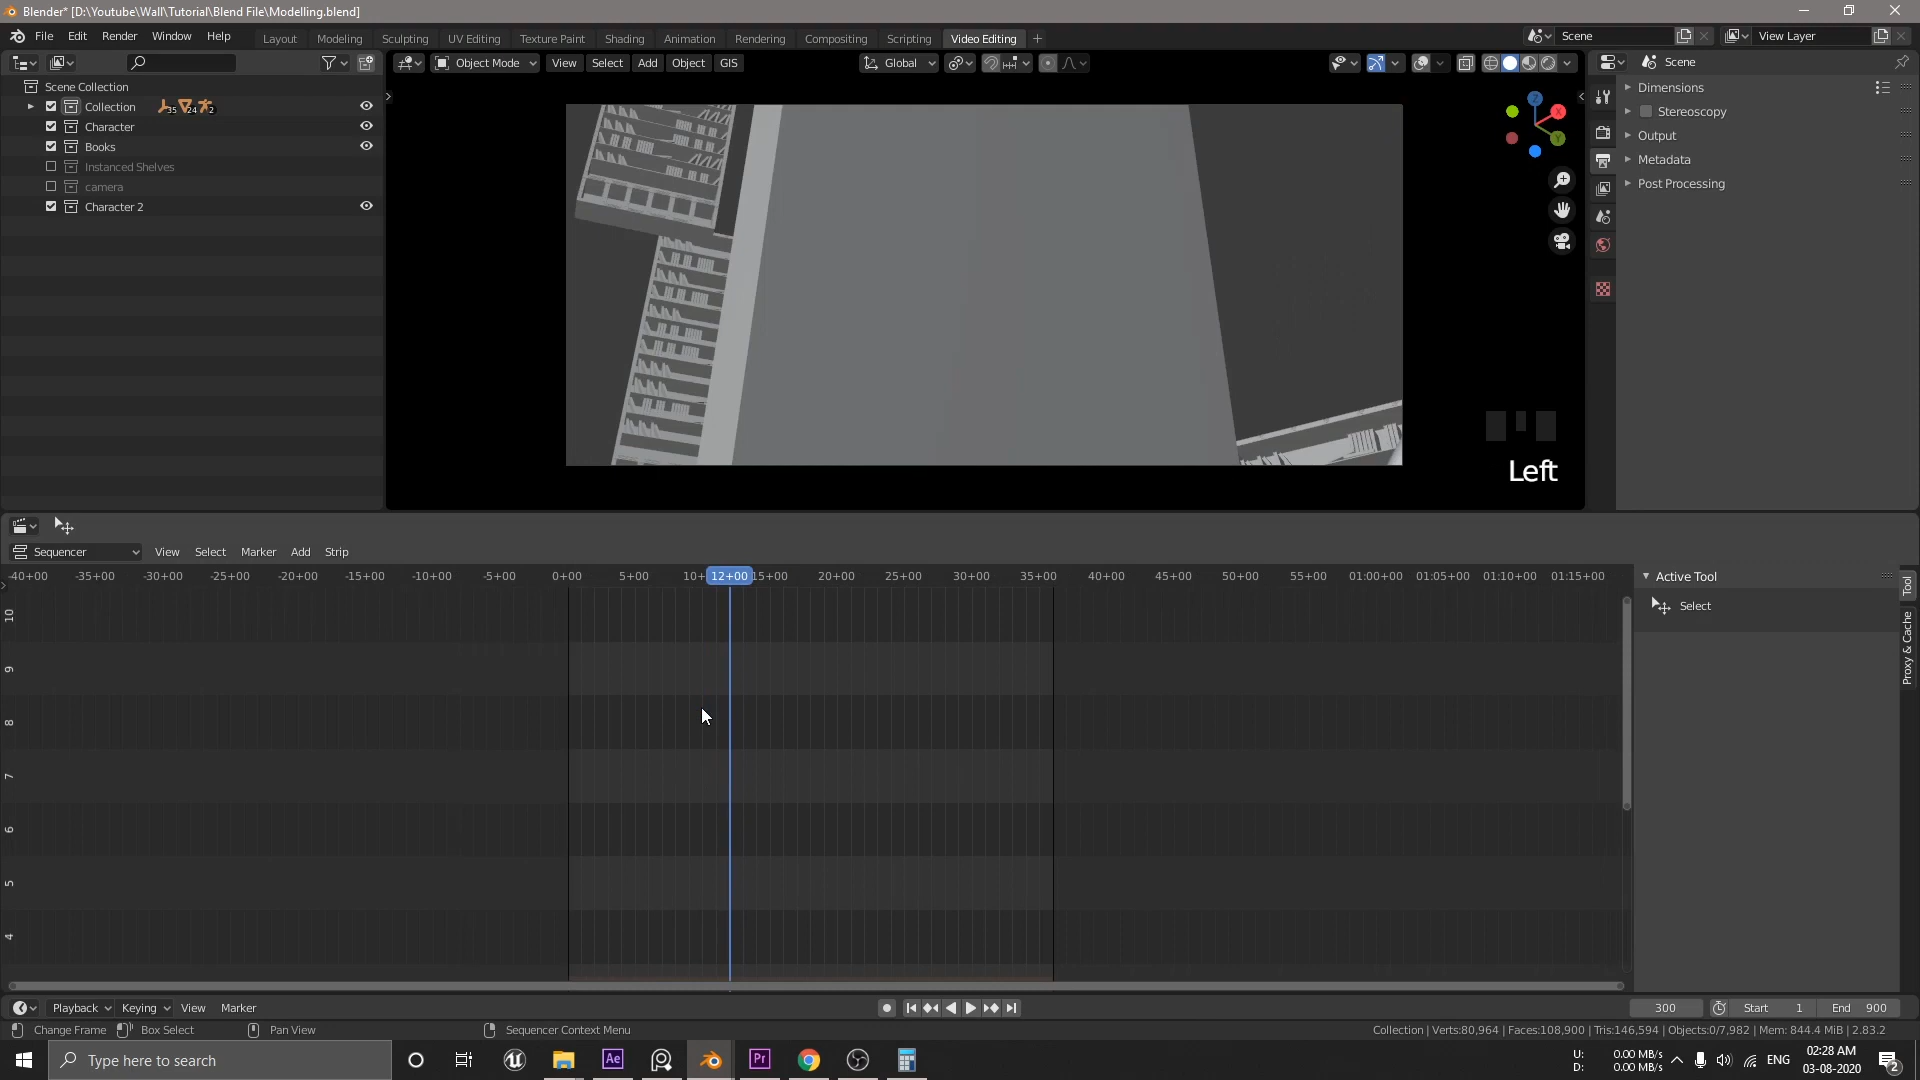 Blender* [D:\Youtube\Wall\Tutorial\Blend File\Modelling.blend]
File Edit Render Window Help Layout Modeling Sculpting UV Editing Texture Paint Shading Animation Rendering Compositing Scripting Video Editing Scene View Layer
Object Mode View Select Add Object GIS Global Scene
Scene Collection
Collection 35 24 2
Character
Books
Instanced Shelves
camera
Character 2
Dimensions
Stereoscopy
Output
Metadata
Post Processing
Z X Y
Left
Sequencer View Select Marker Add Strip
-40+00 -35+00 -30+00 -25+00 -20+00 -15+00 -10+00 -5+00 0+00 5+00 10+ 12+00 15+00 20+00 25+00 30+00 35+00 40+00 45+00 50+00 55+00 01:00+00 01:05+00 01:10+00 01:15+00
10
9
8
7
6
5
4
Active Tool
Select
Tool
Proxy & Cache
Playback Keying View Marker 300 Start 1 End 900
Change Frame Box Select Pan View Sequencer Context Menu Collection | Verts:80,964 | Faces:108,900 | Tris:146,594 | Objects:0/7,982 | Mem: 844.4 MiB | 2.83.2
Type here to search Ae Pr U: 0.00 MB/s D: 0.00 MB/s ENG 02:28 AM 03-08-2020 2